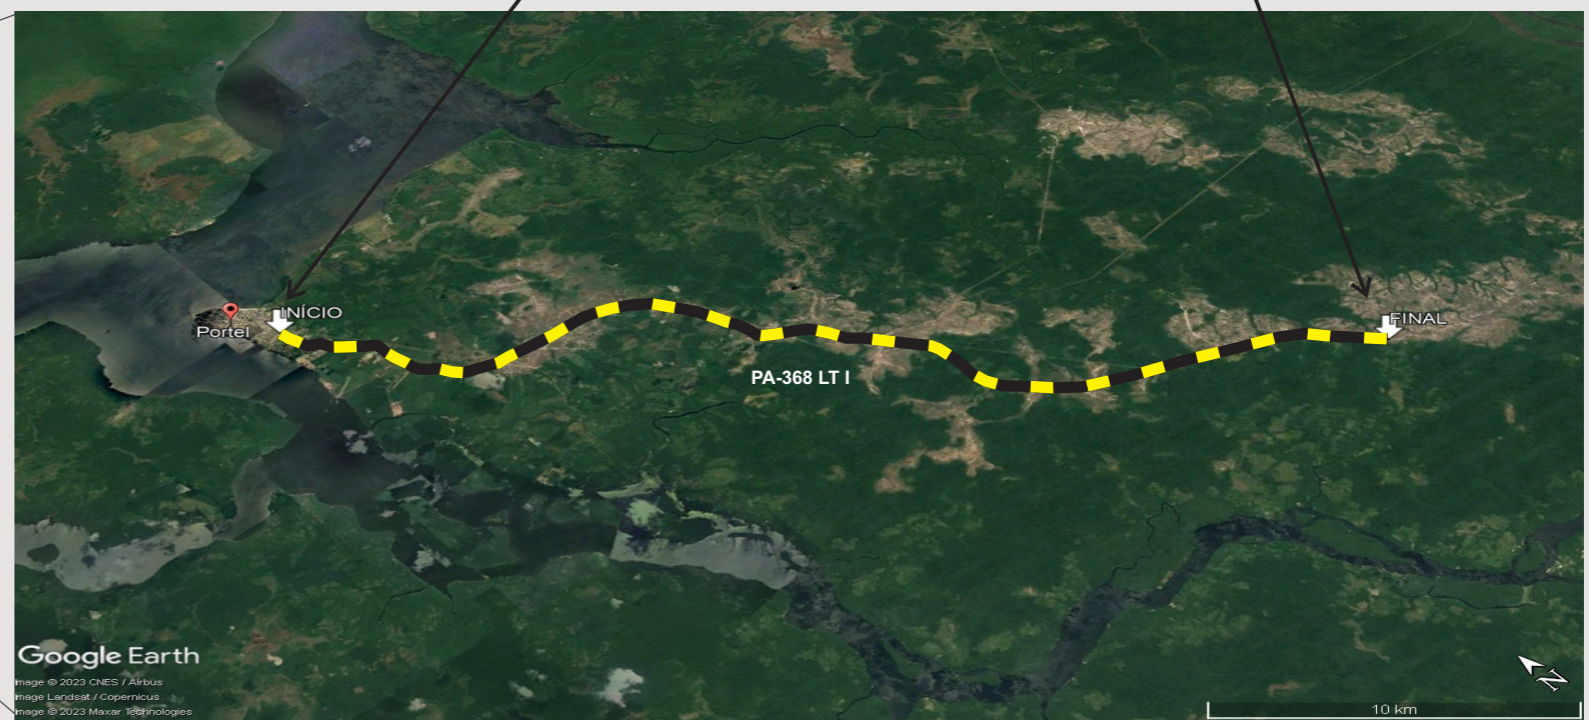 INÍCIO
Portel
FINAL
PA-368 LT I
Google Earth
Image © 2023 CNES / Airbus
Image Landsat / Copernicus
Image © 2023 Maxar Technologies
N
10 km